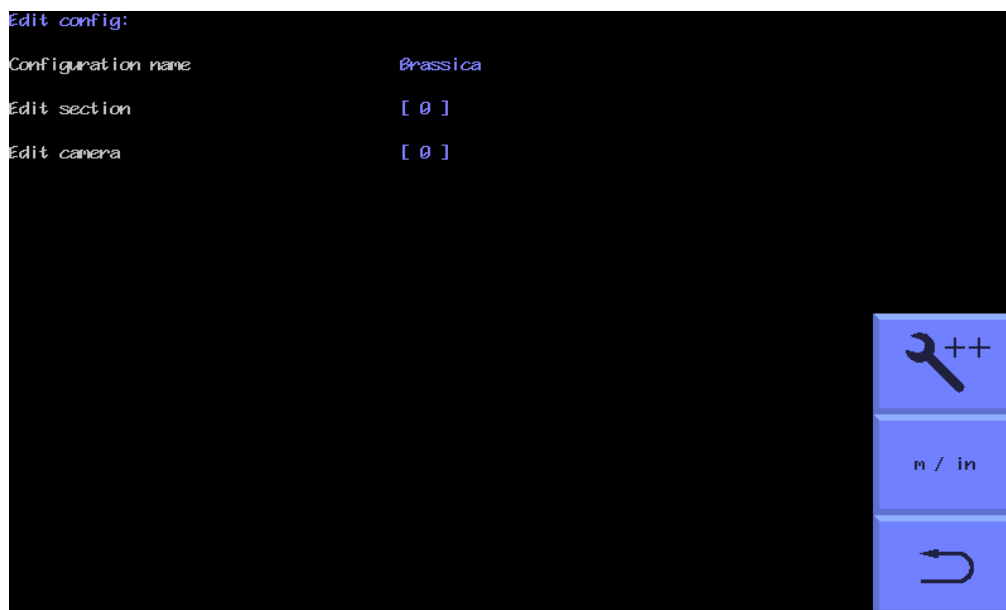 Edit config:
Configuration name Brassica
Edit section [ 0 ]
Edit camera [ 0 ]
++
m / in